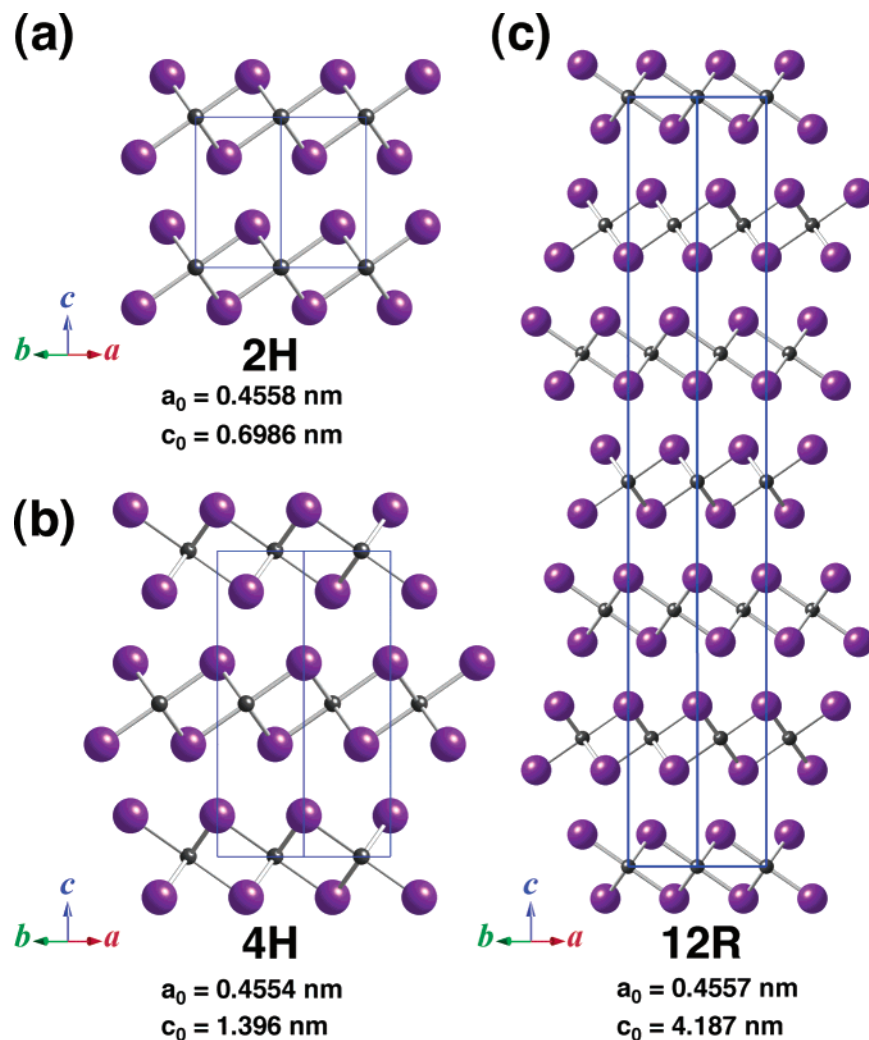 (a)
c
b a
2H
a₀ = 0.4558 nm
c₀ = 0.6986 nm
(b)
c
b a
4H
a₀ = 0.4554 nm
c₀ = 1.396 nm
(c)
c
b a
12R
a₀ = 0.4557 nm
c₀ = 4.187 nm